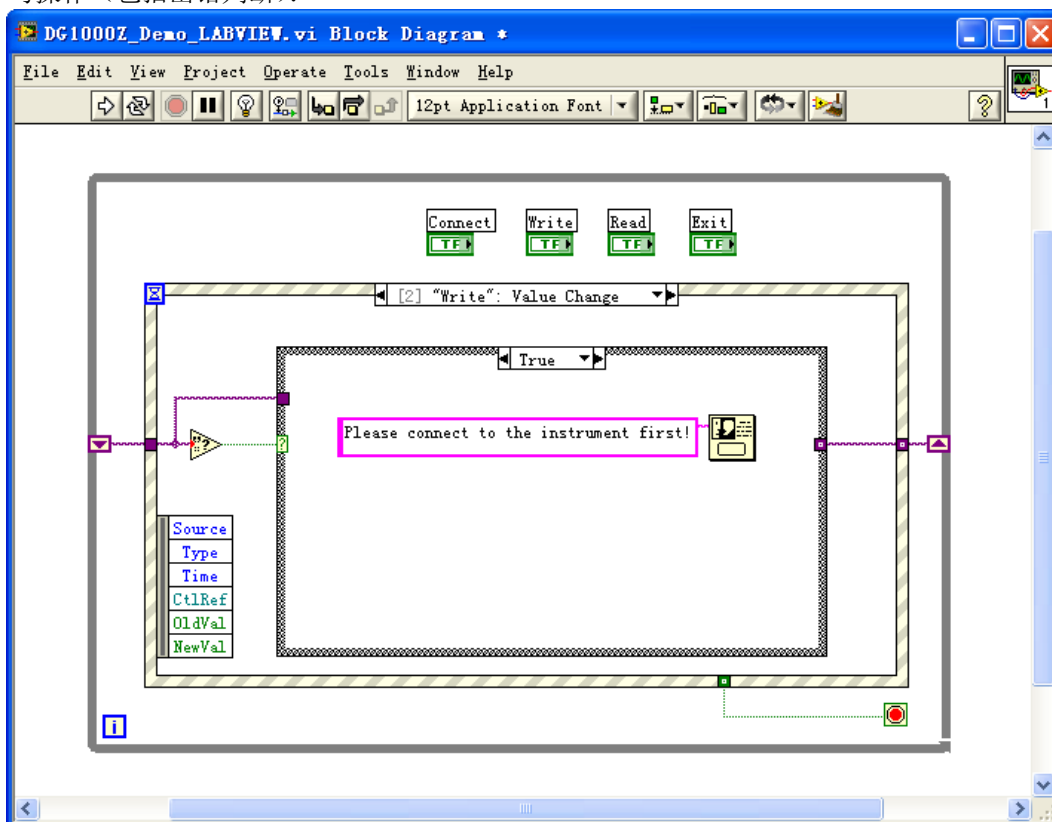 DG1000Z_Demo_LABVIEW.vi Block Diagram *
File Edit View Project Operate Tools Window Help
12pt Application Font
1
Connect Write Read Exit
TF TF TF TF
[2] "Write": Value Change
True
Please connect to the instrument first!
"?
?
Source
Type
Time
CtlRef
OldVal
NewVal
i